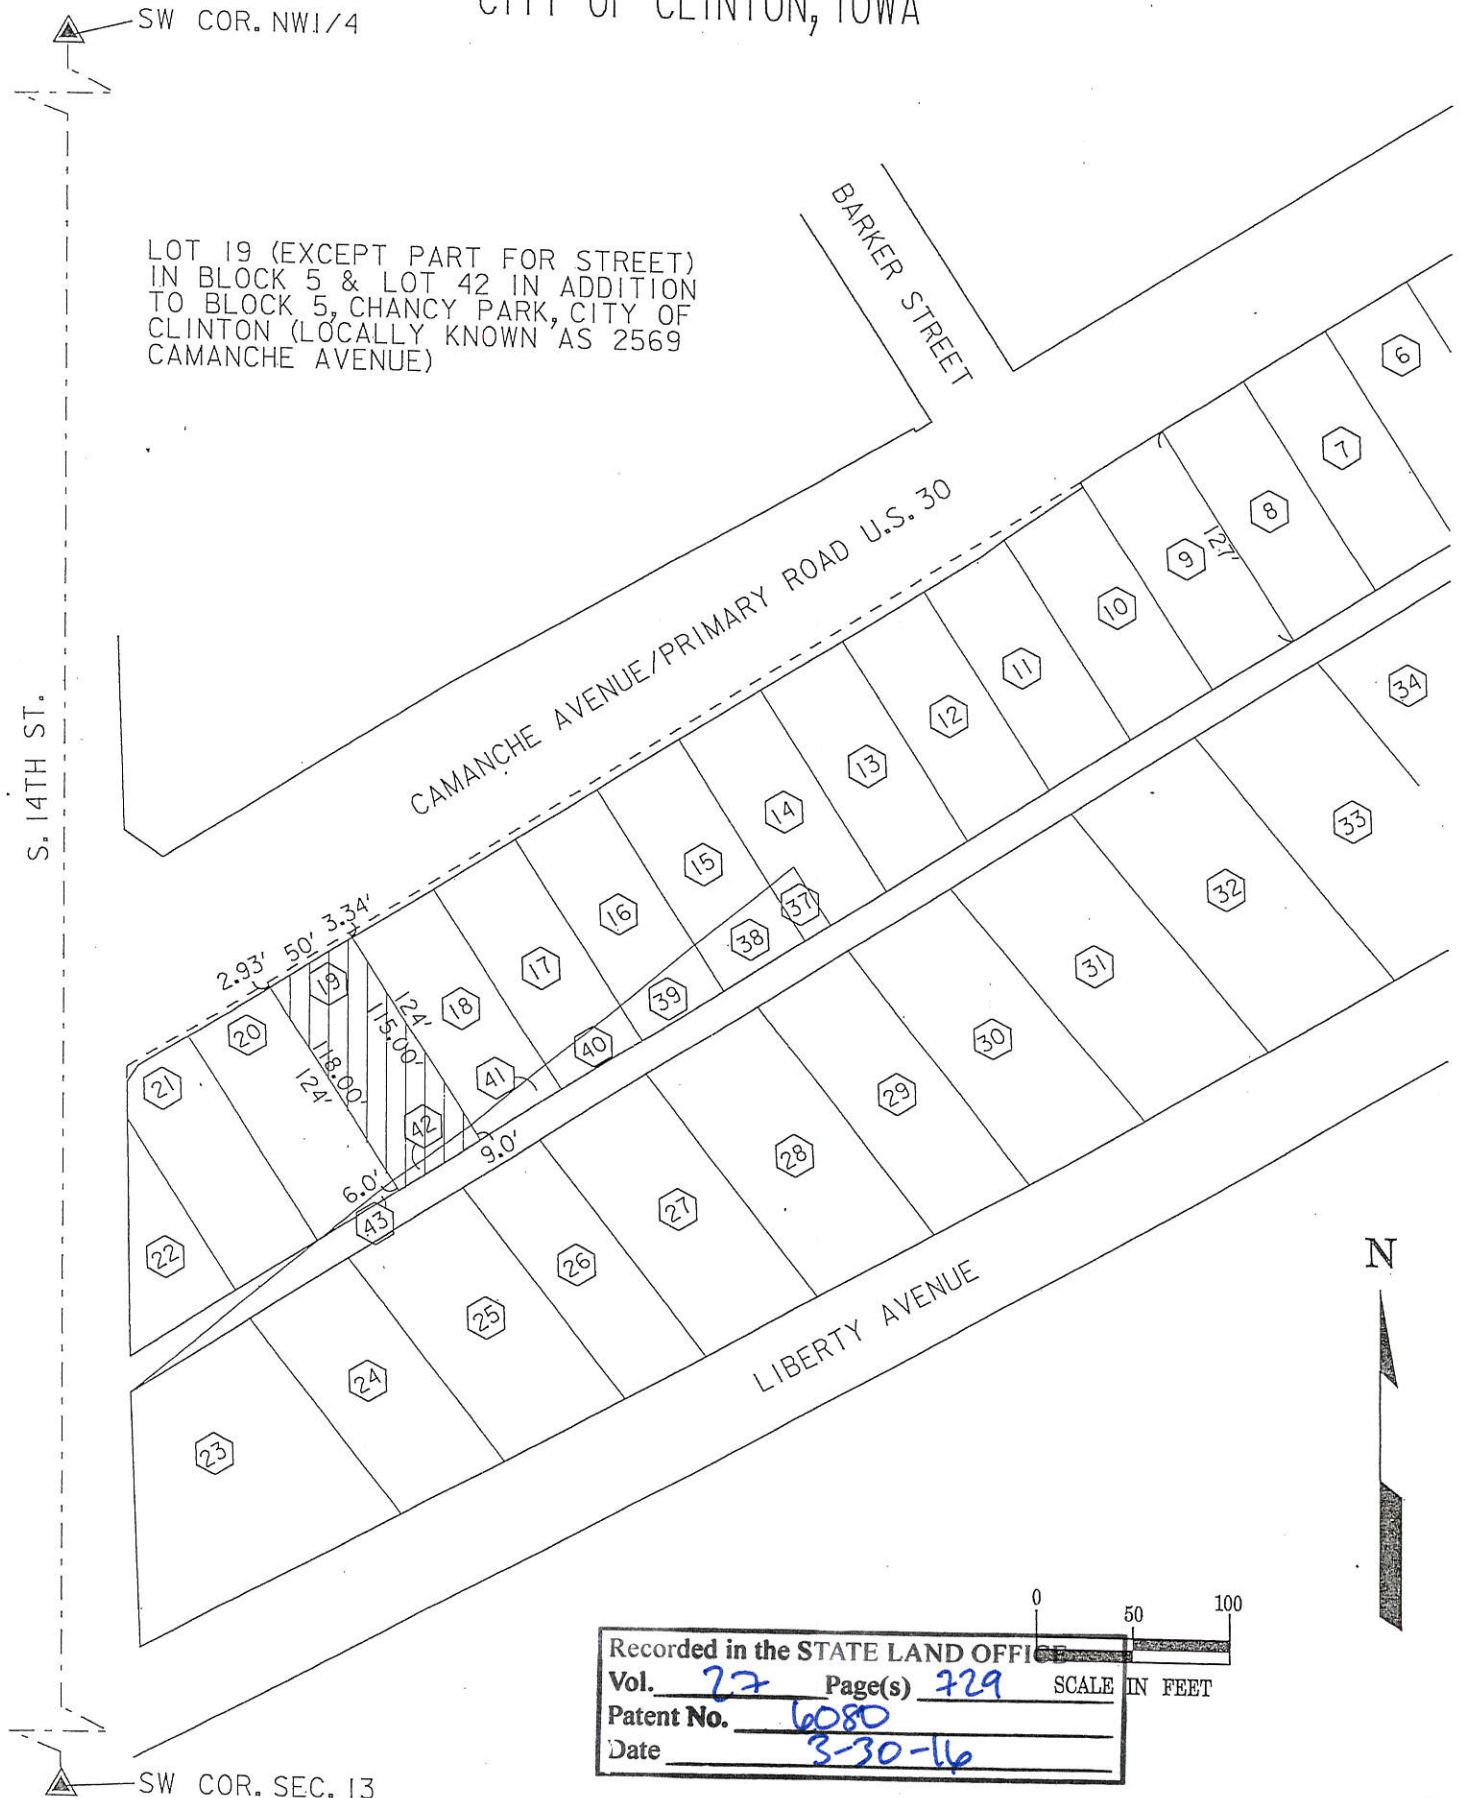 CITY OF CLINTON, IOWA
SW COR. NW1/4
BARKER STREET
LOT 19 (EXCEPT PART FOR STREET)
IN BLOCK 5 & LOT 42 IN ADDITION
TO BLOCK 5, CHANCY PARK, CITY OF
CLINTON (LOCALLY KNOWN AS 2569
CAMANCHE AVENUE)
6
7
8
127'
9
10
11
12
13
14
15
16
17
18
19
20
21
22
CAMANCHE AVENUE/PRIMARY ROAD U.S. 30
S. 14TH ST.
34
33
32
31
30
29
28
27
26
25
24
23
37
38
39
40
41
42
43
2.93'
50'
3.34'
124'
115.00'
118.00'
124'
6.0'
9.0'
LIBERTY AVENUE
N
0 50 100
SCALE IN FEET
Recorded in the STATE LAND OFFICE
Vol. 27 Page(s) 729
Patent No. 6080
Date 3-30-16
SW COR. SEC. 13